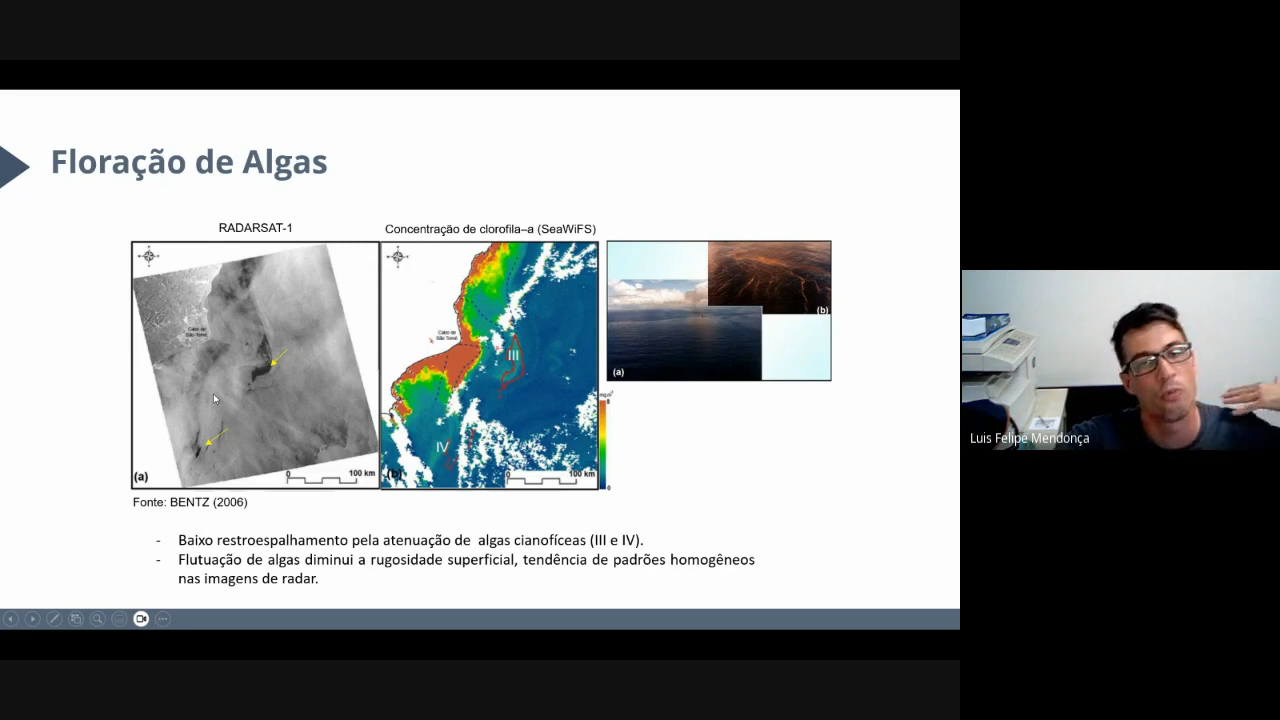 Floração de Algas
RADARSAT-1
Concentração de clorofila–a (SeaWiFS)
Cabo de
São Tomé
(a)
0
100 km
Cabo de
São Tomé
III
IV
(b)
0
100 km
0
(b)
(a)
Fonte: BENTZ (2006)
- Baixo restroespalhamento pela atenuação de algas cianofíceas (III e IV).
- Flutuação de algas diminui a rugosidade superficial, tendência de padrões homogêneos
nas imagens de radar.
Luis Felipe Mendonça